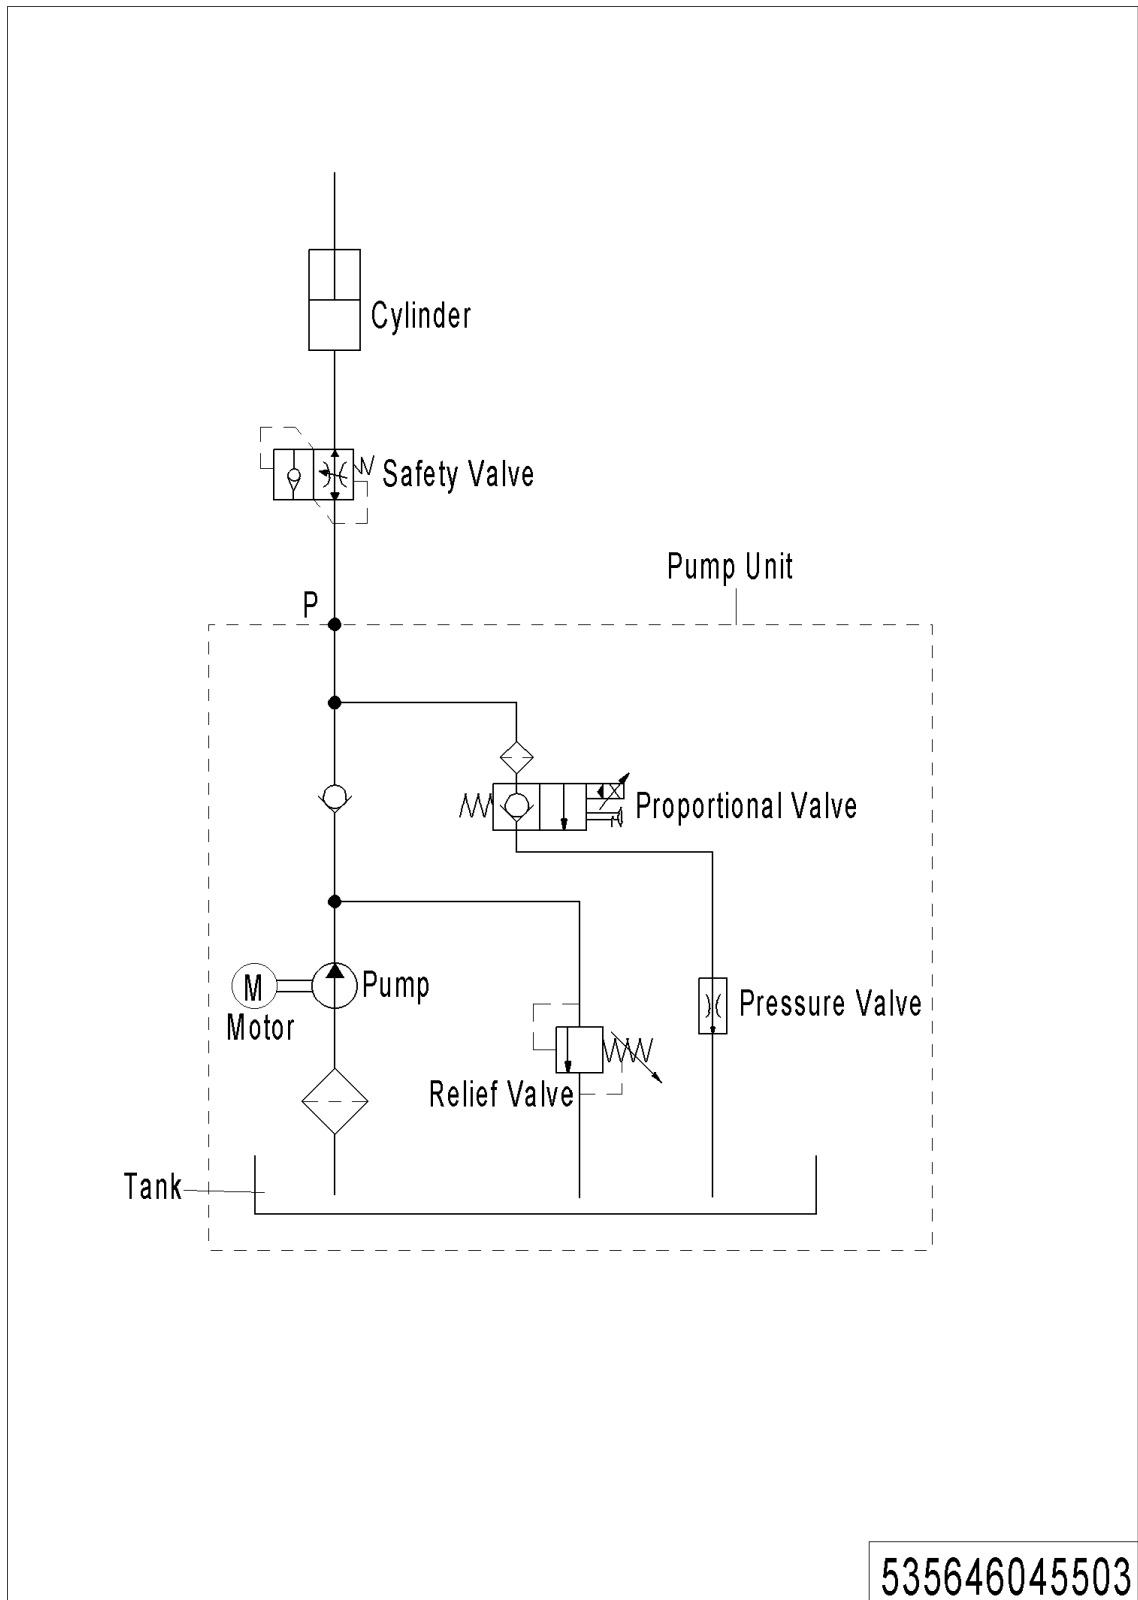 Cylinder
Safety Valve
Pump Unit
P
Proportional Valve
M
Pump
Motor
Pressure Valve
Relief Valve
Tank
535646045503